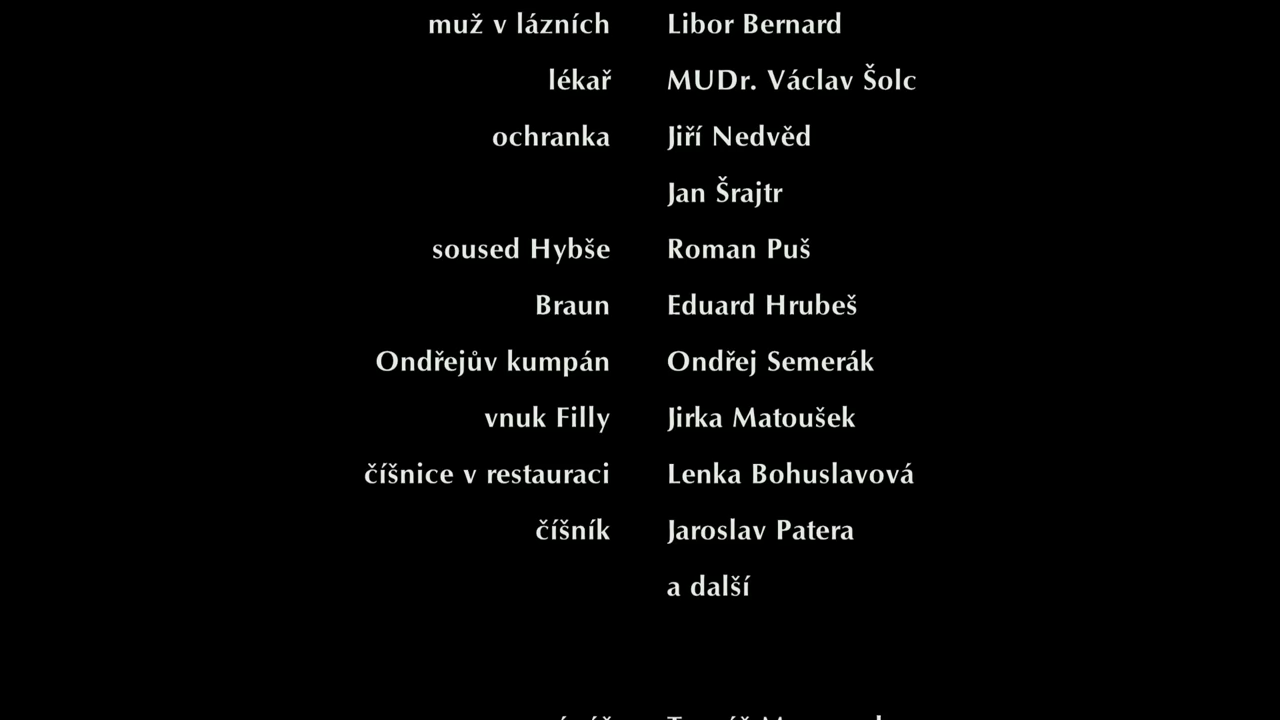 muž v lázních Libor Bernard
lékař MUDr. Václav Šolc
ochranka Jiří Nedvěd
Jan Šrajtr
soused Hybše Roman Puš
Braun Eduard Hrubeš
Ondřejův kumpán Ondřej Semerák
vnuk Filly Jirka Matoušek
číšnice v restauraci Lenka Bohuslavová
číšník Jaroslav Patera
a další